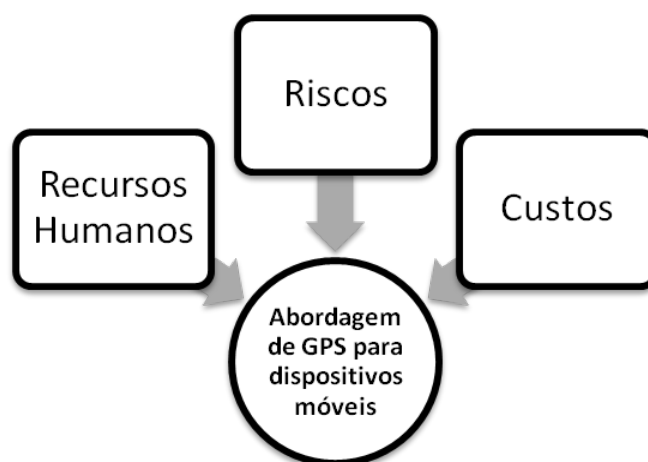 Riscos
Recursos
Humanos
Custos
Abordagem
de GPS para
dispositivos
móveis